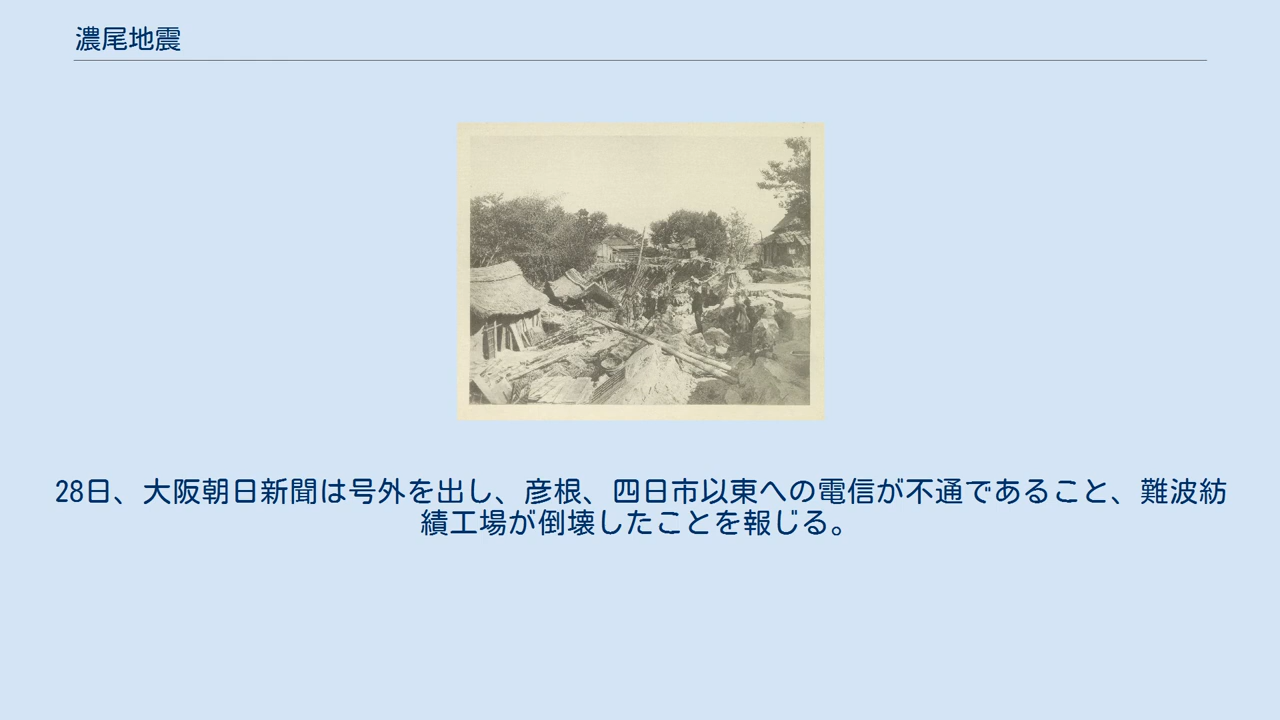 濃尾地震
28日、大阪朝日新聞は号外を出し、彦根、四日市以東への電信が不通であること、難波紡
績工場が倒壊したことを報じる。